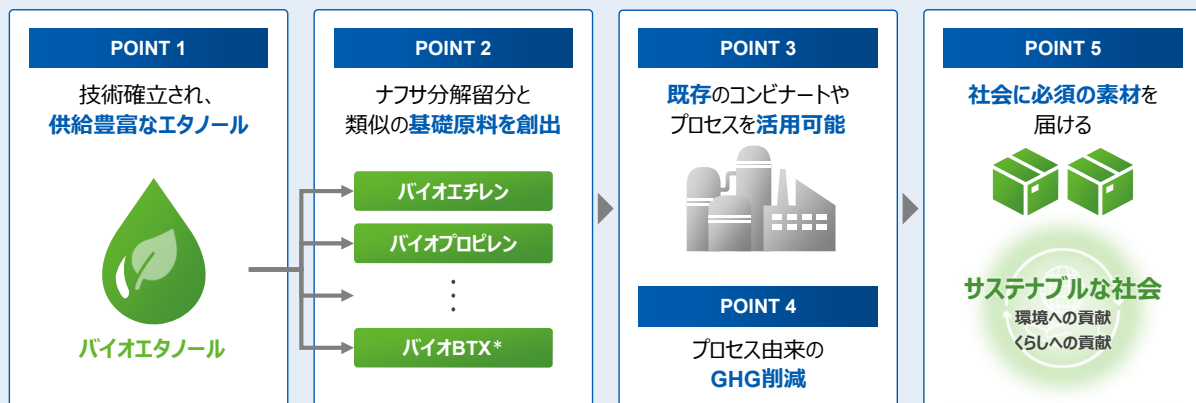 POINT 1
技術確立され、
供給豊富なエタノール
バイオエタノール
POINT 2
ナフサ分解留分と
類似の基礎原料を創出
バイオエチレン
バイオプロピレン
⋮
バイオBTX*
POINT 3
既存のコンビナートや
プロセスを活用可能
POINT 4
プロセス由来の
GHG削減
POINT 5
社会に必須の素材を
届ける
サステナブルな社会
環境への貢献
くらしへの貢献